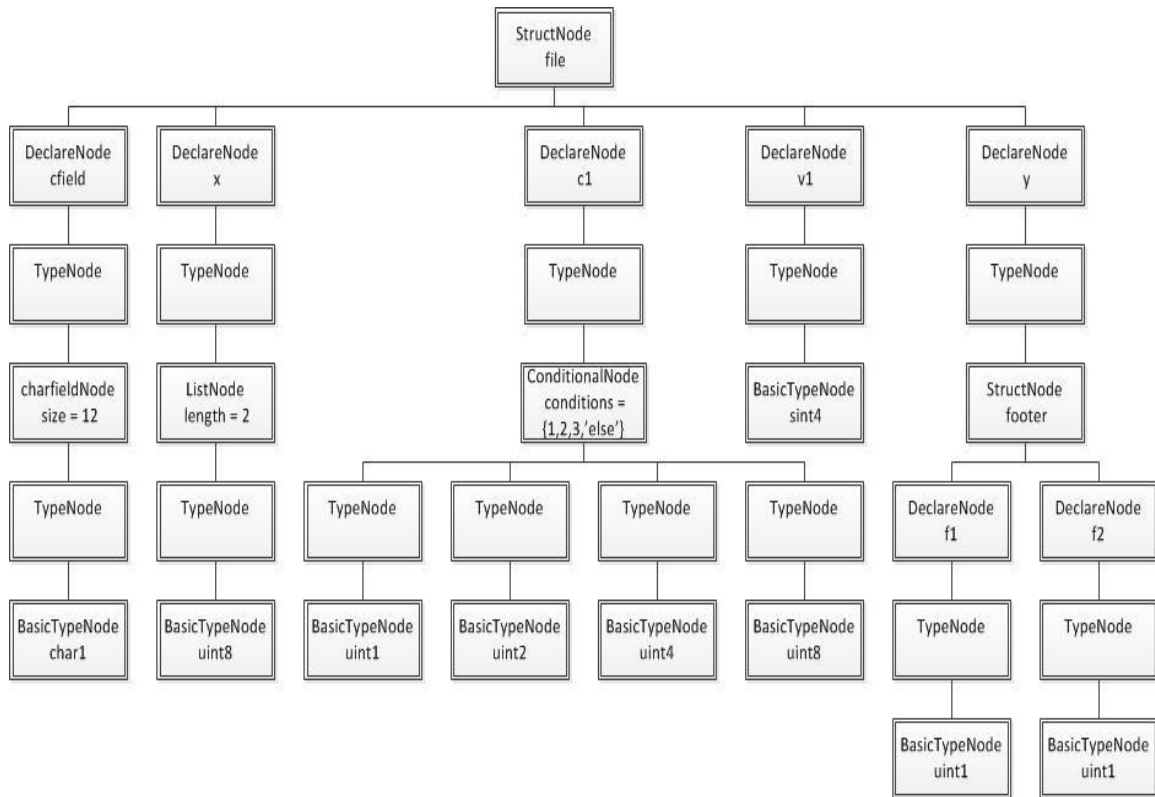 StructNode
file
DeclareNode
cfield
DeclareNode
x
DeclareNode
c1
DeclareNode
v1
DeclareNode
y
TypeNode
TypeNode
TypeNode
TypeNode
TypeNode
charfieldNode
size = 12
ListNode
length = 2
ConditionalNode
conditions =
{1,2,3,'else'}
BasicTypeNode
sint4
StructNode
footer
TypeNode
TypeNode
TypeNode
TypeNode
TypeNode
TypeNode
DeclareNode
f1
DeclareNode
f2
BasicTypeNode
char1
BasicTypeNode
uint8
BasicTypeNode
uint1
BasicTypeNode
uint2
BasicTypeNode
uint4
BasicTypeNode
uint8
TypeNode
TypeNode
BasicTypeNode
uint1
BasicTypeNode
uint1